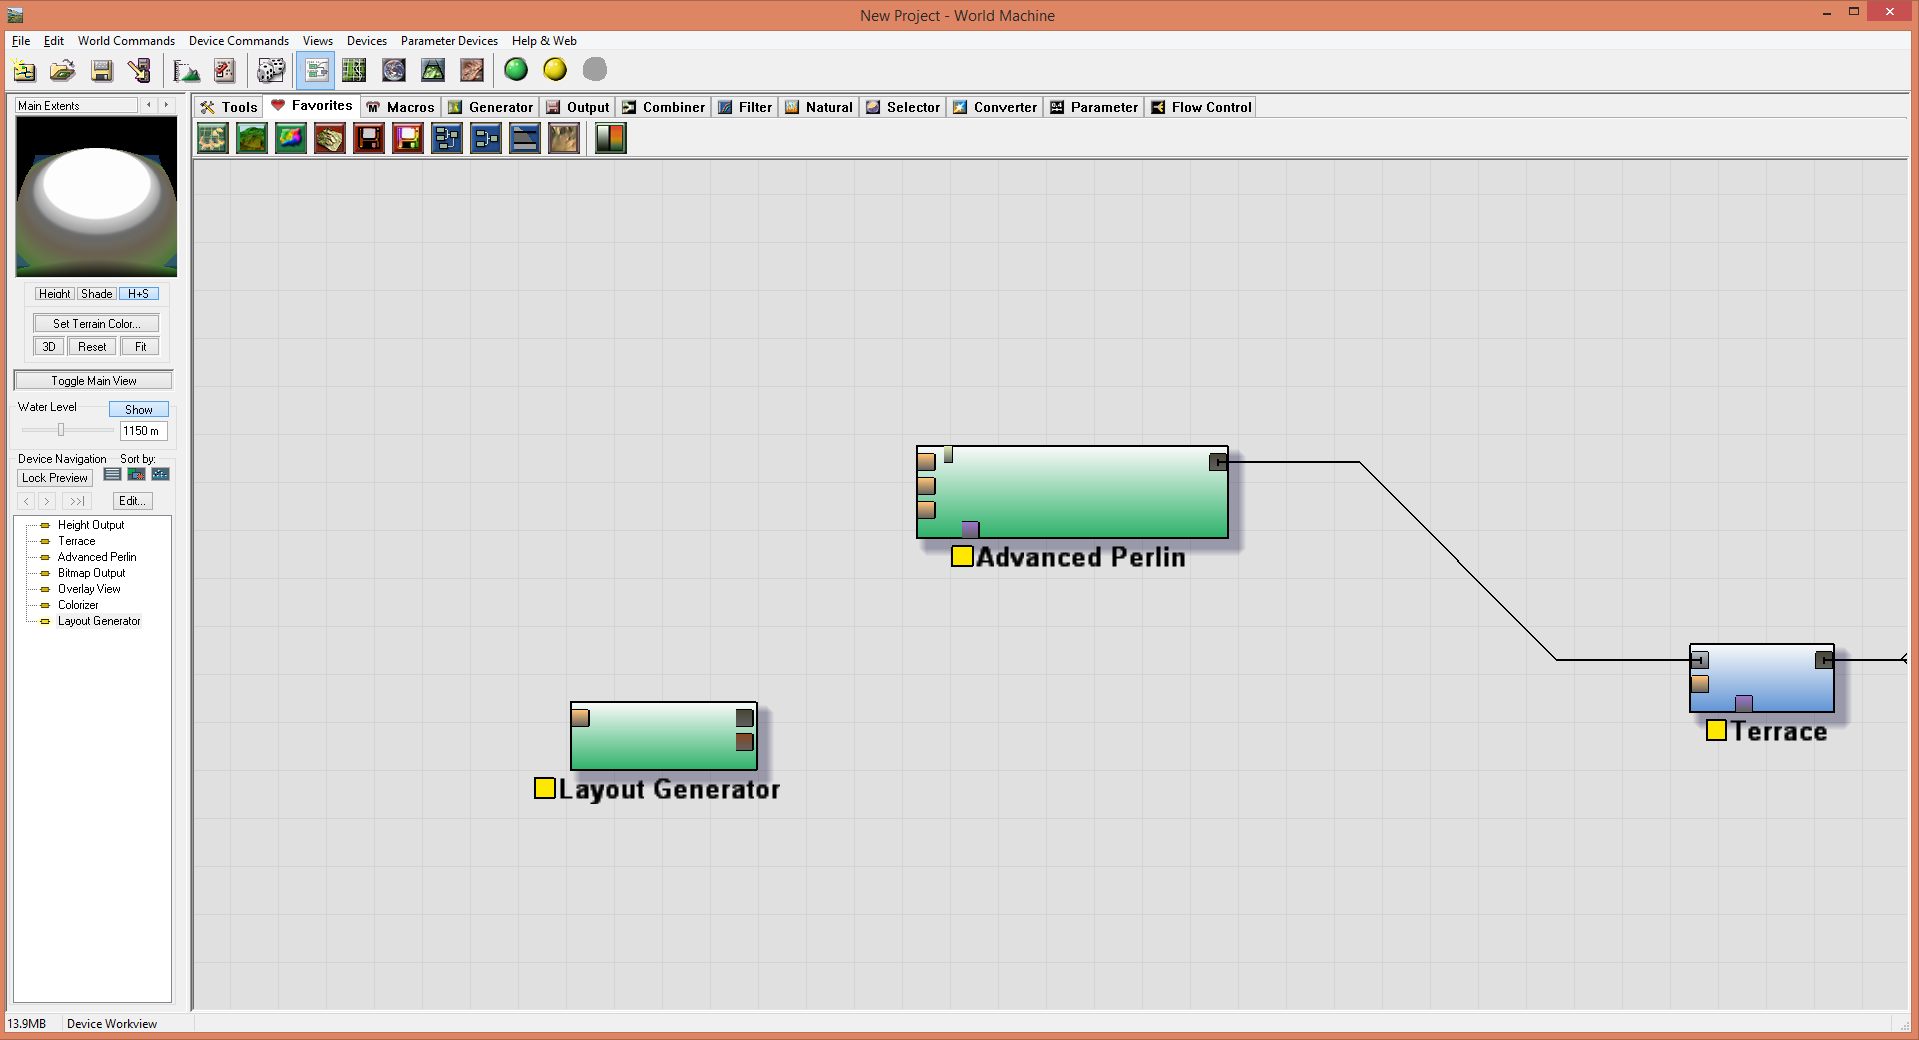 New Project - World Machine
File Edit World Commands Device Commands Views Devices Parameter Devices Help & Web
Main Extents
Tools Favorites Macros Generator Output Combiner Filter Natural Selector Converter Parameter Flow Control
Height Shade H+S
Set Terrain Color...
3D Reset Fit
Toggle Main View
Water Level Show
1150 m
Device Navigation Sort by:
Lock Preview
< > >>| Edit...
Height Output
Terrace
Advanced Perlin
Bitmap Output
Overlay View
Colorizer
Layout Generator
Advanced Perlin
Terrace
Layout Generator
13.9MB Device Workview